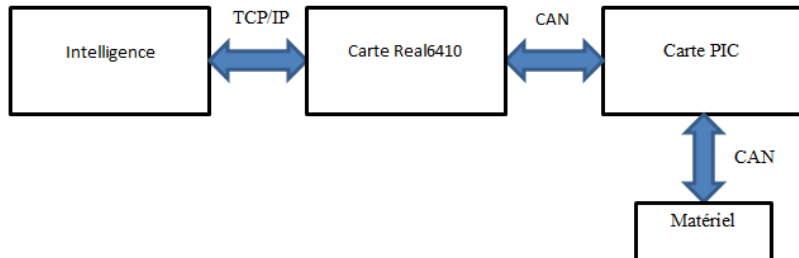 TCP/IP
CAN
Intelligence
Carte Real6410
Carte PIC
CAN
Matériel